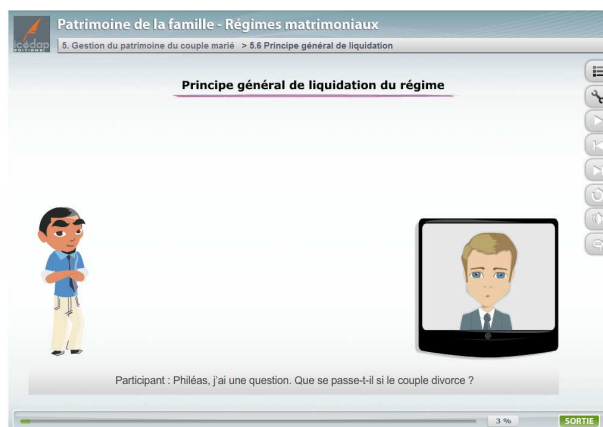 Patrimoine de la famille - Régimes matrimoniaux
icédap
EDITIONS
5. Gestion du patrimoine du couple marié > 5.6 Principe général de liquidation
Principe général de liquidation du régime
Participant : Philéas, j'ai une question. Que se passe-t-il si le couple divorce ?
3 %
SORTIE